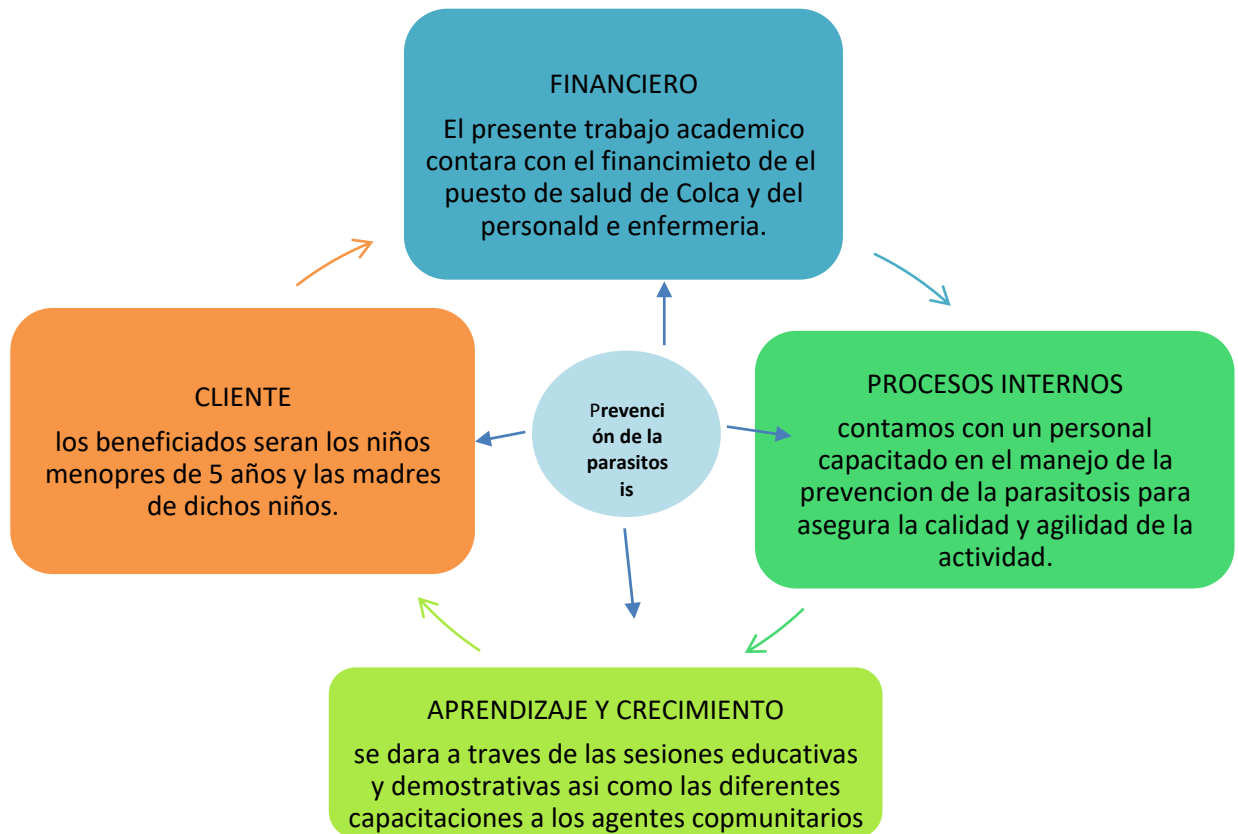 FINANCIERO
El presente trabajo academico
contara con el financimieto de el
puesto de salud de Colca y del
personald e enfermeria.
CLIENTE
los beneficiados seran los niños
menopres de 5 años y las madres
de dichos niños.
Prevenci
ón de la
parasitos
is
PROCESOS INTERNOS
contamos con un personal
capacitado en el manejo de la
prevencion de la parasitosis para
asegura la calidad y agilidad de la
actividad.
APRENDIZAJE Y CRECIMIENTO
se dara a traves de las sesiones educativas
y demostrativas asi como las diferentes
capacitaciones a los agentes copmunitarios